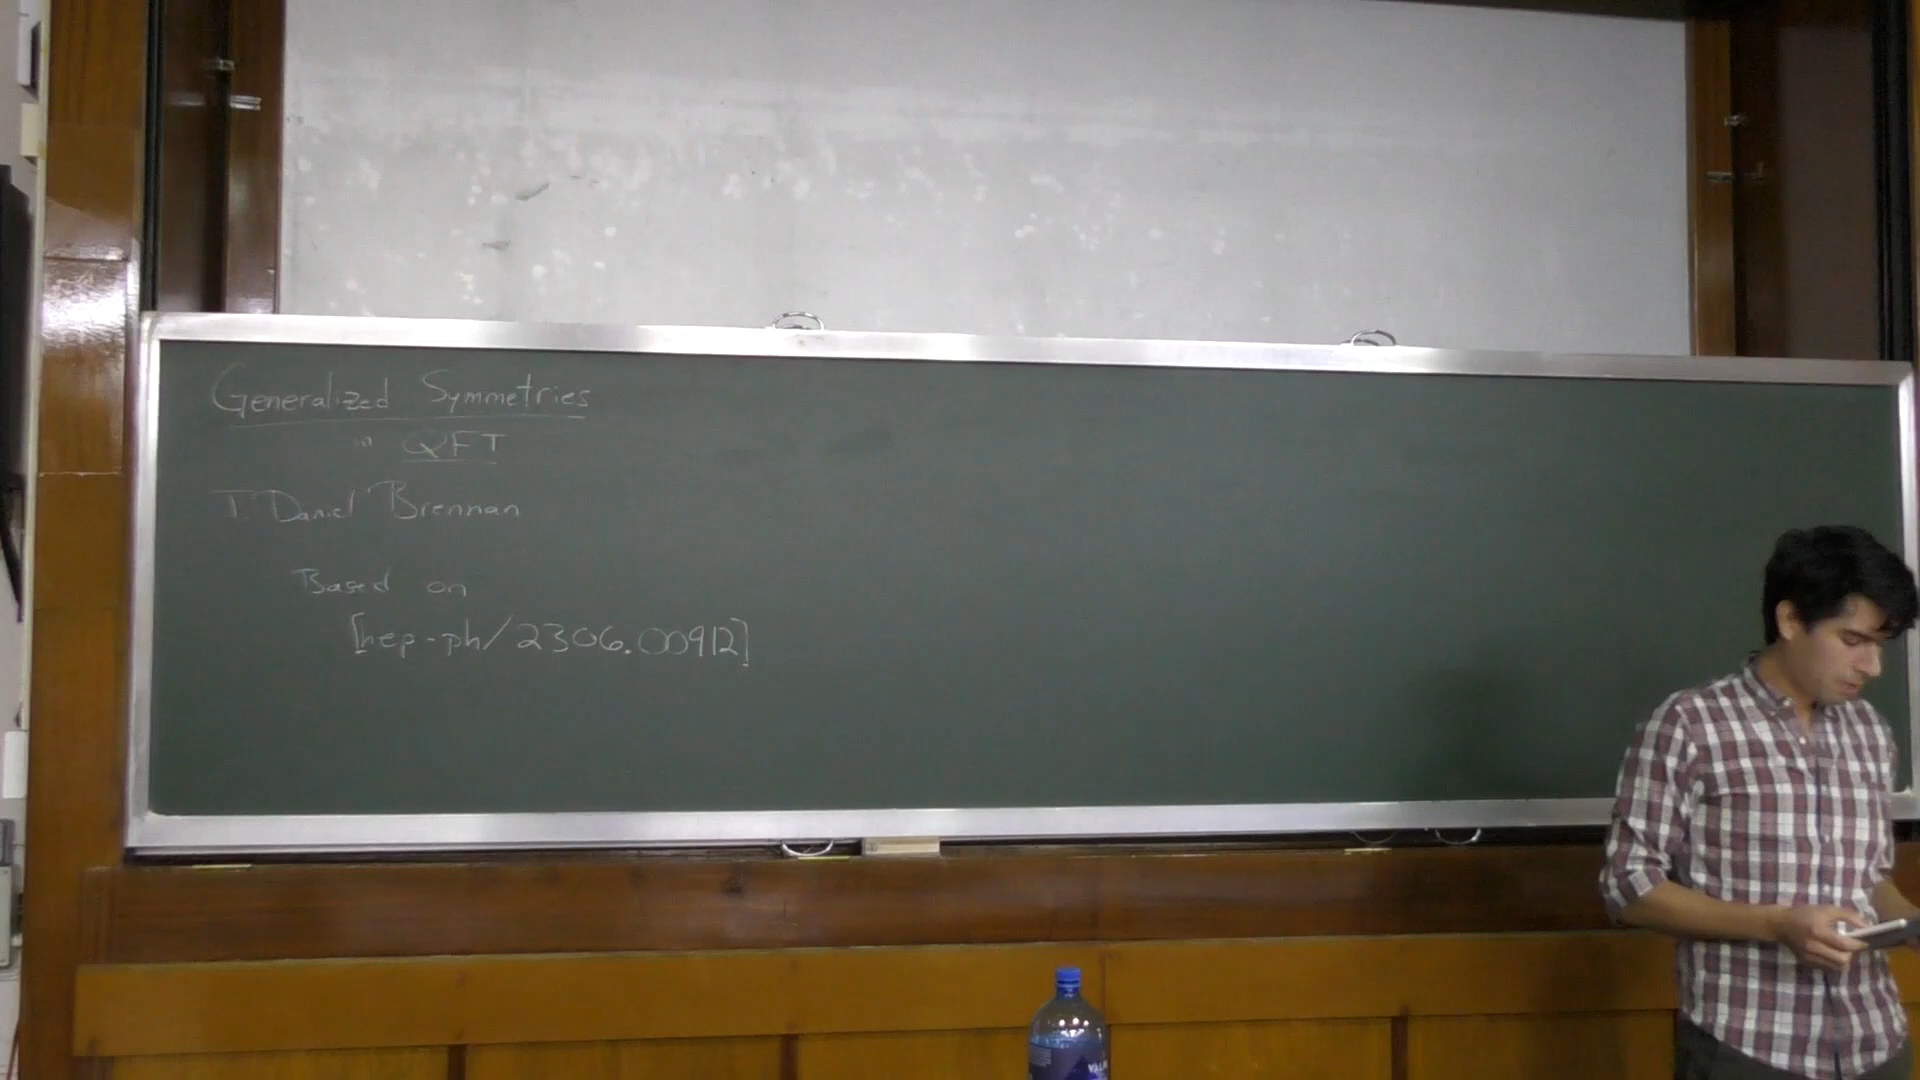 Generalized Symmetries
in QFT
T. Daniel Brennan
Based on
[hep-ph/2306.00912]